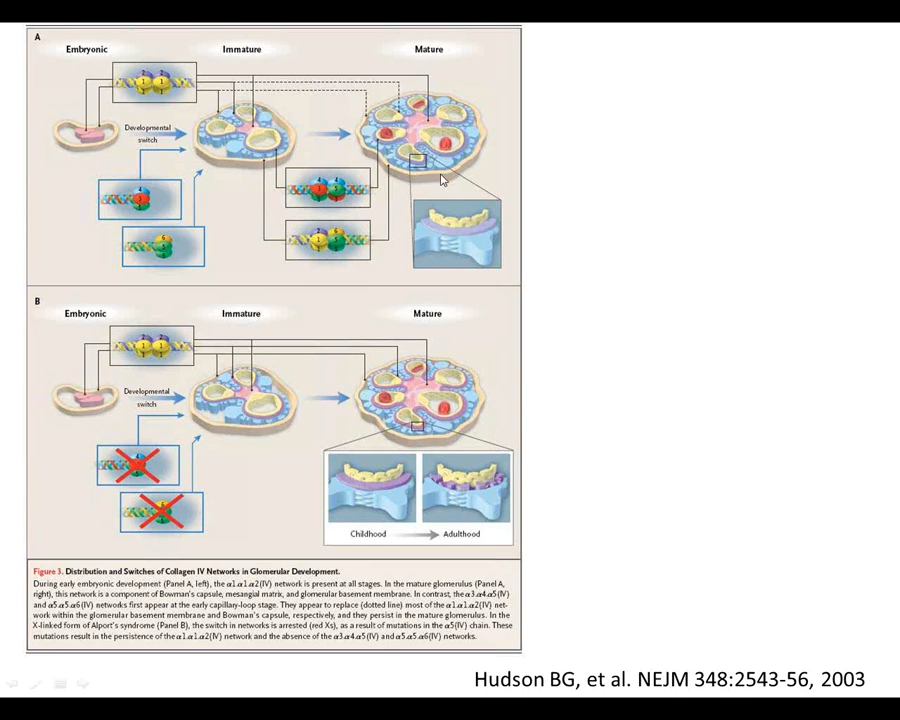 A
Embryonic Immature Mature
Developmental
switch
B
Embryonic Immature Mature
Developmental
switch
Childhood Adulthood
Figure 3. Distribution and Switches of Collagen IV Networks in Glomerular Development.
During early embryonic development (Panel A, left), the α1.α1.α2(IV) network is present at all stages. In the mature glomerulus (Panel A,
right), this network is a component of Bowman's capsule, mesangial matrix, and glomerular basement membrane. In contrast, the α3.α4.α5(IV)
and α5.α5.α6(IV) networks first appear at the early capillary-loop stage. They appear to replace (dotted line) most of the α1.α1.α2(IV) net-
work within the glomerular basement membrane and Bowman's capsule, respectively, and they persist in the mature glomerulus. In the
X-linked form of Alport's syndrome (Panel B), the switch in networks is arrested (red Xs), as a result of mutations in the α5(IV) chain. These
mutations result in the persistence of the α1.α1.α2(IV) network and the absence of the α3.α4.α5(IV) and α5.α5.α6(IV) networks.
Hudson BG, et al. NEJM 348:2543-56, 2003